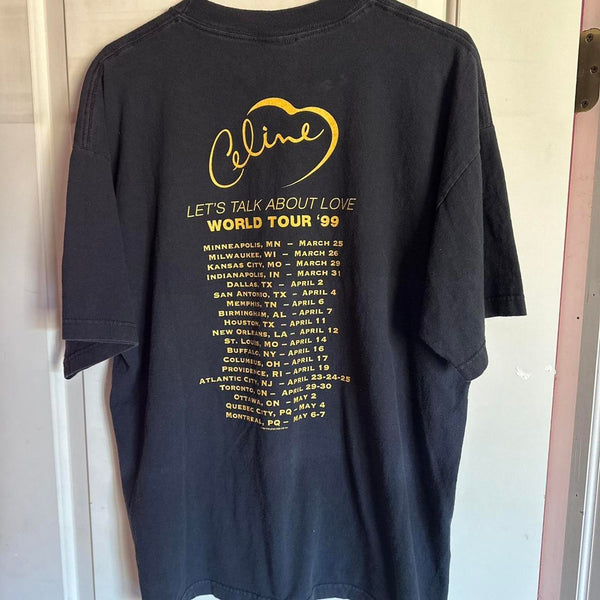 Celine
LET'S TALK ABOUT LOVE
WORLD TOUR '99
MINNEAPOLIS, MN – MARCH 25
MILWAUKEE, WI – MARCH 26
KANSAS CITY, MO – MARCH 29
INDIANAPOLIS, IN – MARCH 31
DALLAS, TX – APRIL 2
SAN ANTONIO, TX – APRIL 4
MEMPHIS, TN – APRIL 6
BIRMINGHAM, AL – APRIL 7
HOUSTON, TX – APRIL 11
NEW ORLEANS, LA – APRIL 12
ST. LOUIS, MO – APRIL 14
BUFFALO, NY – APRIL 16
COLUMBUS, OH – APRIL 17
PROVIDENCE, RI – APRIL 19
ATLANTIC CITY, NJ – APRIL 23-24-25
TORONTO, ON – APRIL 29-30
OTTAWA, ON – MAY 2
QUEBEC CITY, PQ – MAY 4
MONTREAL, PQ – MAY 6-7